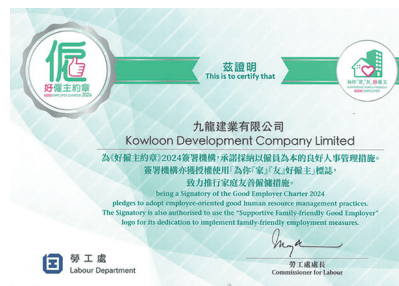 僱
好僱主約章
GOOD EMPLOYER CHARTER 2024
茲證明
This is to certify that
為你「家」「友」好僱主
SUPPORTIVE FAMILY-FRIENDLY
GOOD EMPLOYER
九龍建業有限公司
Kowloon Development Company Limited
為《好僱主約章》2024簽署機構，承諾採納以僱員為本的良好人事管理措施。
簽署機構亦獲授權使用「為你『家』『友』好僱主」標誌，
致力推行家庭友善僱傭措施。
being a Signatory of the Good Employer Charter 2024
pledges to adopt employee-oriented good human resource management practices.
The Signatory is also authorised to use the “Supportive Family-friendly Good Employer”
logo for its dedication to implement family-friendly employment measures.
勞工處
Labour Department
勞工處處長
Commissioner for Labour